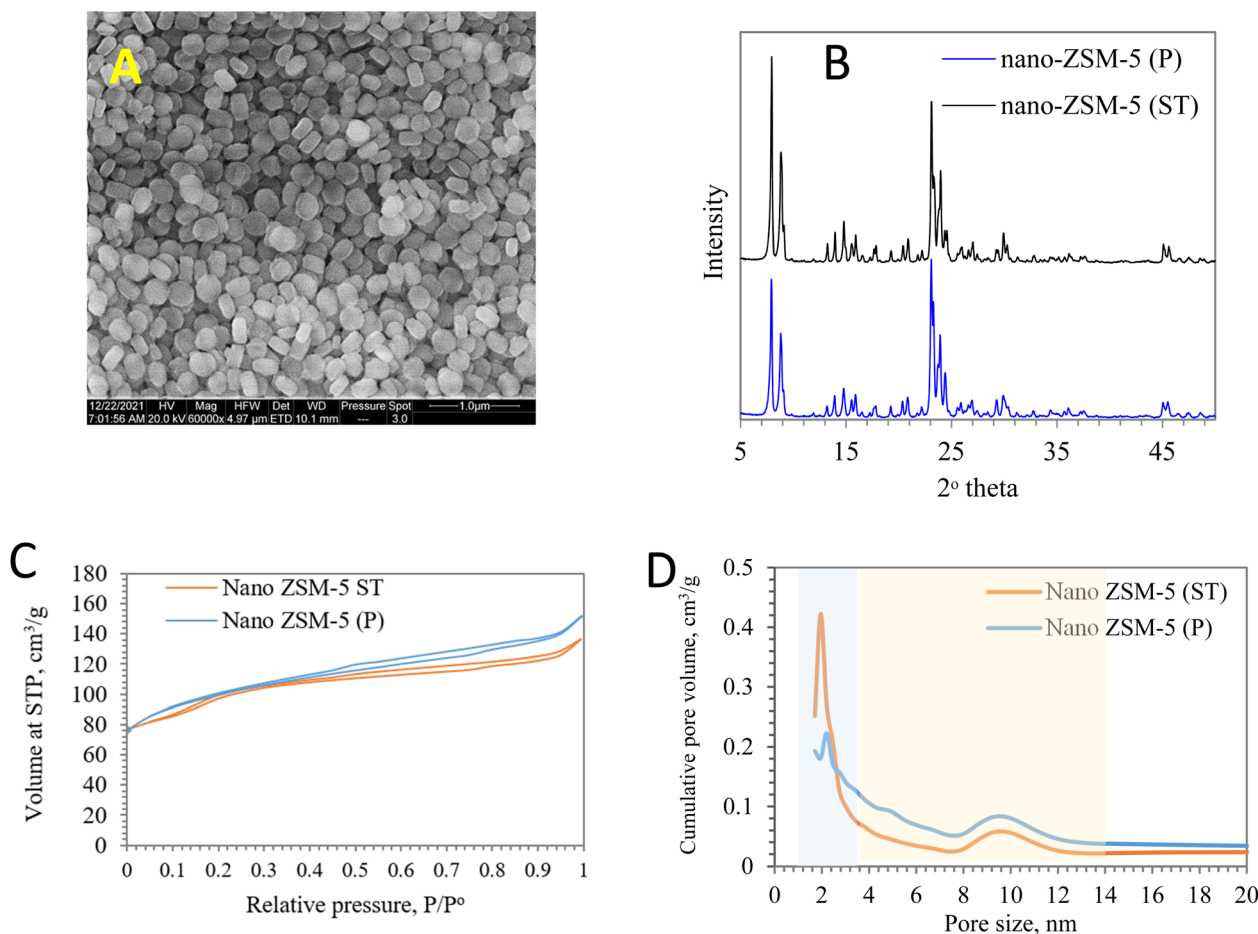 A
12/22/2021 HV Mag HFW Det WD Pressure Spot 1.0µm
7:01:56 AM 20.0 kV 60000x 4.97 µm ETD 10.1 mm --- 3.0
B
nano-ZSM-5 (P)
nano-ZSM-5 (ST)
Intensity
5 15 25 35 45
2° theta
C
Nano ZSM-5 ST
Nano ZSM-5 (P)
Volume at STP, cm³/g
180
160
140
120
100
80
60
40
20
0
0 0.1 0.2 0.3 0.4 0.5 0.6 0.7 0.8 0.9 1
Relative pressure, P/P°
D
Nano ZSM-5 (ST)
Nano ZSM-5 (P)
Cumulative pore volume, cm³/g
0.5
0.4
0.3
0.2
0.1
0
0 2 4 6 8 10 12 14 16 18 20
Pore size, nm